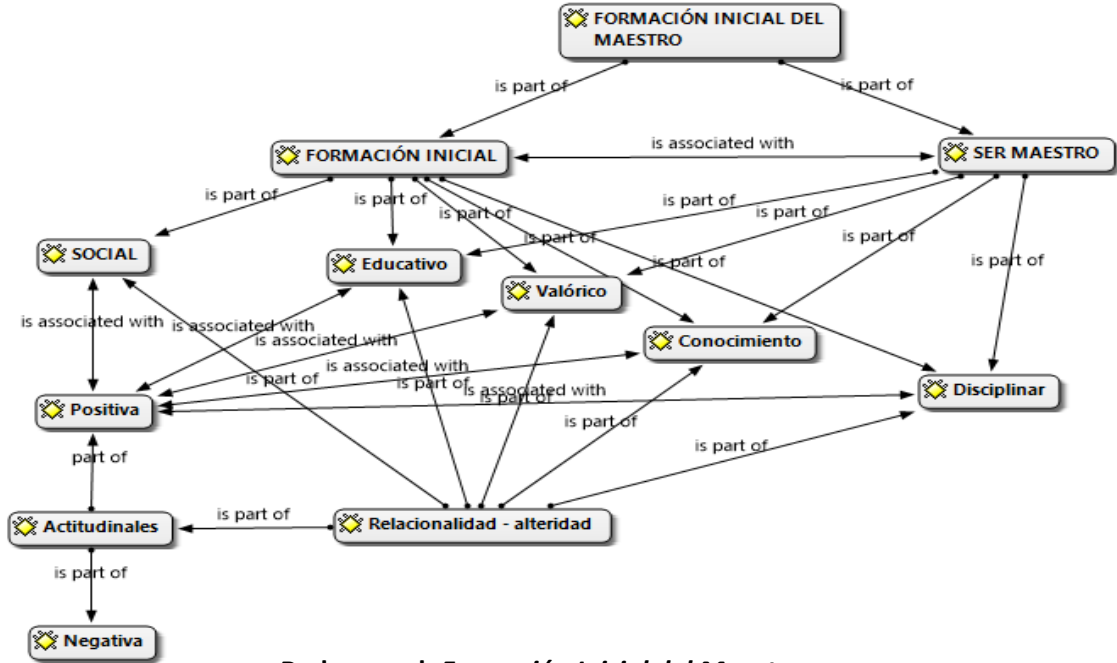 FORMACIÓN INICIAL DEL
MAESTRO
is part of
is part of
FORMACIÓN INICIAL
is associated with
SER MAESTRO
is part of
is part of
is part of
is part of
is part of
is part of
is part of
is part of
is part of
SOCIAL
Educativo
Valórico
is associated with
is associated with
is associated with
Conocimiento
is associated with
is part of
is part of
is associated with
is part of
Positiva
Disciplinar
is part of
is part of
part of
Actitudinales
is part of
Relacionalidad - alteridad
is part of
Negativa